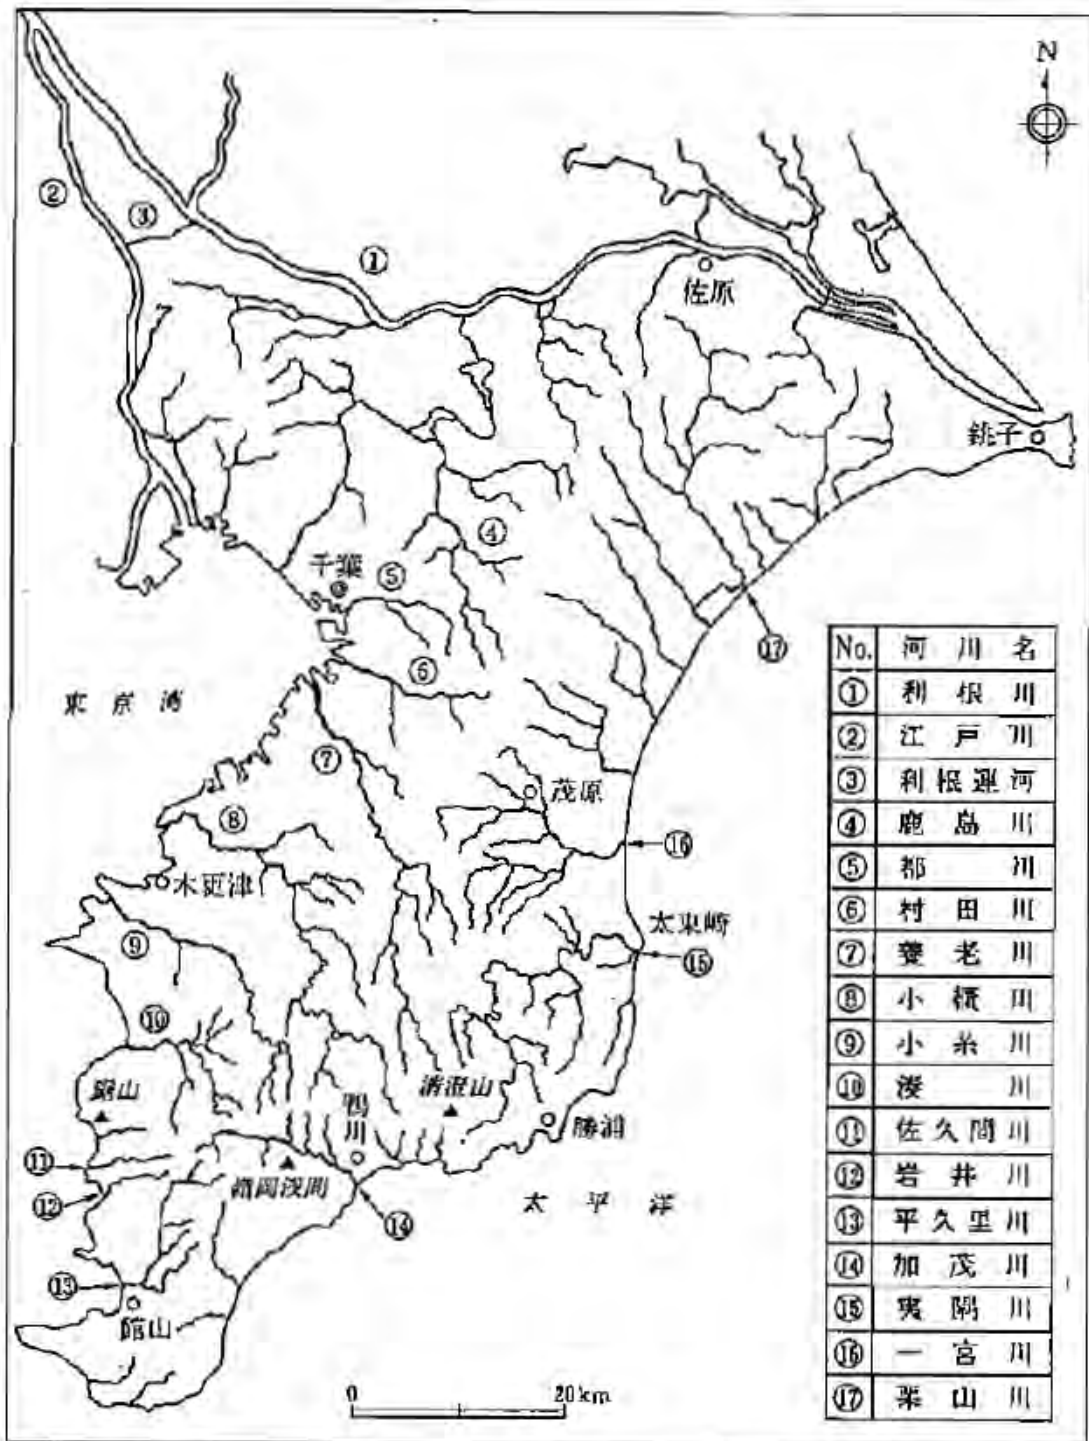 N
②
③
①
佐原
銚子
④
千葉
⑤
⑰
⑥
東京湾
⑦
茂原
⑧
⑯
木更津
太東崎
⑨
⑮
⑩
鋸山
清澄山
鴨川
勝浦
⑪
嶺岡浅間
⑫
太平洋
⑭
⑬
館山
0 20km
No. 河川名
① 利根川
② 江戸川
③ 利根運河
④ 鹿島川
⑤ 都川
⑥ 村田川
⑦ 養老川
⑧ 小櫃川
⑨ 小糸川
⑩ 湊川
⑪ 佐久間川
⑫ 岩井川
⑬ 平久里川
⑭ 加茂川
⑮ 夷隅川
⑯ 一宮川
⑰ 栗山川